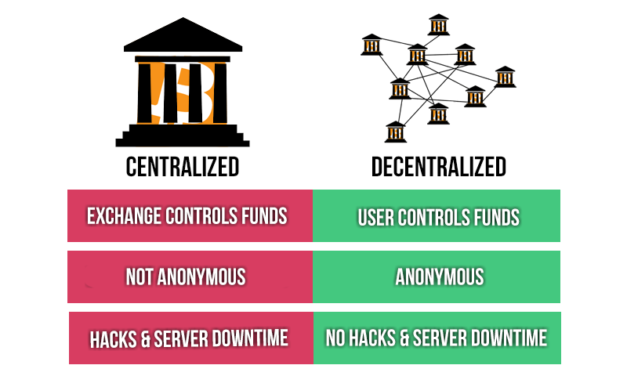 CENTRALIZED
DECENTRALIZED
EXCHANGE CONTROLS FUNDS
USER CONTROLS FUNDS
NOT ANONYMOUS
ANONYMOUS
HACKS & SERVER DOWNTIME
NO HACKS & SERVER DOWNTIME